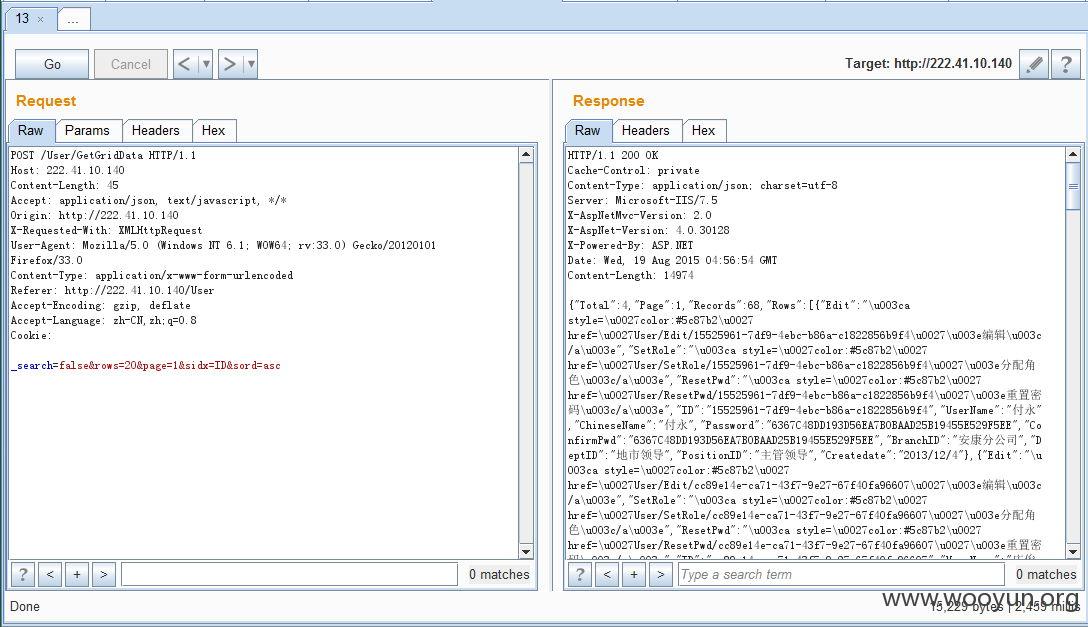 13 × ...
Go Cancel < ▾ > ▾ Target: http://222.41.10.140 ?
Request
Raw Params Headers Hex
POST /User/GetGridData HTTP/1.1
Host: 222.41.10.140
Content-Length: 45
Accept: application/json, text/javascript, */*
Origin: http://222.41.10.140
X-Requested-With: XMLHttpRequest
User-Agent: Mozilla/5.0 (Windows NT 6.1; WOW64; rv:33.0) Gecko/20120101
Firefox/33.0
Content-Type: application/x-www-form-urlencoded
Referer: http://222.41.10.140/User
Accept-Encoding: gzip, deflate
Accept-Language: zh-CN,zh;q=0.8
Cookie:
_search=false&rows=20&page=1&sidx=ID&sord=asc
? < + > 0 matches
Response
Raw Headers Hex
HTTP/1.1 200 OK
Cache-Control: private
Content-Type: application/json; charset=utf-8
Server: Microsoft-IIS/7.5
X-AspNetMvc-Version: 2.0
X-AspNet-Version: 4.0.30128
X-Powered-By: ASP.NET
Date: Wed, 19 Aug 2015 04:56:54 GMT
Content-Length: 14974
{"Total":4,"Page":1,"Records":68,"Rows":[{"Edit":"\u003ca
style=\u0027color:#5c87b2\u0027
href=\u0027User/Edit/15525961-7df9-4ebc-b86a-c1822856b9f4\u0027\u003e编辑\u003c
/a\u003e","SetRole":"\u003ca style=\u0027color:#5c87b2\u0027
href=\u0027User/SetRole/15525961-7df9-4ebc-b86a-c1822856b9f4\u0027\u003e分配角
色\u003c/a\u003e","ResetPwd":"\u003ca style=\u0027color:#5c87b2\u0027
href=\u0027User/ResetPwd/15525961-7df9-4ebc-b86a-c1822856b9f4\u0027\u003e重置密
码\u003c/a\u003e","ID":"15525961-7df9-4ebc-b86a-c1822856b9f4","UserName":"付永"
,"ChineseName":"付永","Password":"6367C48DD193D56EA7B0BAAD25B19455E529F5EE","Co
nfirmPwd":"6367C48DD193D56EA7B0BAAD25B19455E529F5EE","BranchID":"安康分公司","D
eptID":"地市领导","PositionID":"主管领导","Createdate":"2013/12/4"},{"Edit":"\u
003ca style=\u0027color:#5c87b2\u0027
href=\u0027User/Edit/cc89e14e-ca71-43f7-9e27-67f40fa96607\u0027\u003e编辑\u003c
/a\u003e","SetRole":"\u003ca style=\u0027color:#5c87b2\u0027
href=\u0027User/SetRole/cc89e14e-ca71-43f7-9e27-67f40fa96607\u0027\u003e分配角
色\u003c/a\u003e","ResetPwd":"\u003ca style=\u0027color:#5c87b2\u0027
href=\u0027User/ResetPwd/cc89e14e-ca71-43f7-9e27-67f40fa96607\u0027\u003e重置密
? < + > Type a search term 0 matches
Done
www.wooyun.org
15,229 bytes | 2,459 millis